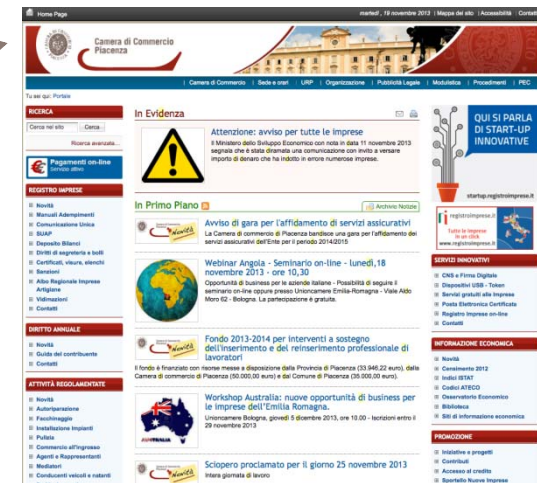 Home Page
martedì , 19 novembre 2013 | Mappa del sito | Accessibilità | Contatti
Camera di Commercio
Piacenza
| Camera di Commercio | Sede e orari | URP | Organizzazione | Pubblicità Legale | Modulistica | Procedimenti | PEC
Tu sei qui: Portale
RICERCA
Cerca nel sito Cerca
Ricerca avanzata...
Pagamenti on-line
Servizio attivo
REGISTRO IMPRESE
Novità
Manuali Adempimenti
Comunicazione Unica
SUAP
Deposito Bilanci
Diritti di segreteria e bolli
Certificati, visure, elenchi
Sanzioni
Albo Regionale Imprese
Artigiane
Vidimazioni
Contatti
DIRITTO ANNUALE
Novità
Guida del contribuente
Contatti
ATTIVITÀ REGOLAMENTATE
Novità
Autoriparazione
Facchinaggio
Installazione Impianti
Pulizia
Commercio all'ingrosso
Agenti e Rappresentanti
Mediatori
Conducenti veicoli e natanti
In Evidenza
Attenzione: avviso per tutte le imprese
Il Ministero dello Sviluppo Economico con nota in data 11 novembre 2013
segnala che è stata diramata una comunicazione con invito a versare
importo di denaro che ha indotto in errore numerose imprese.
In Primo Piano
Archivio Notizie
Novità
Avviso di gara per l'affidamento di servizi assicurativi
La Camera di commercio di Piacenza bandisce una gara per l'affidamento dei
servizi assicurativi dell'Ente per il periodo 2014/2015
Webinar Angola - Seminario on-line - lunedì,18
novembre 2013 - ore 10,30
Opportunità di business per le aziende italiane - Possibilità di seguire il
seminario on-line oppure presso Unioncamere Emilia-Romagna - Viale Aldo
Moro 62 - Bologna. La partecipazione è gratuita.
Novità
Fondo 2013-2014 per interventi a sostegno
dell'inserimento e del reinserimento professionale di
lavoratori
Il fondo è finanziato con risorse messe a disposizione dalla Provincia di Piacenza (33.946,22 euro), dalla
Camera di commercio di Piacenza (50.000,00 euro) e dal Comune di Piacenza (35.000,00 euro).
AUSTRALIA
Workshop Australia: nuove opportunità di business per
le imprese dell'Emilia Romagna.
Unioncamere Bologna, giovedì 5 dicembre 2013, ore 10.00 - Iscrizioni entro il
29 novembre 2013
Novità
Sciopero proclamato per il giorno 25 novembre 2013
Intera giornata di lavoro
QUI SI PARLA
DI START-UP
INNOVATIVE
startup.registroimprese.it
registroimprese.it
Tutte le imprese
in un click
www.registroimprese.it
SERVIZI INNOVATIVI
CNS e Firma Digitale
Dispositivi USB - Token
Servizi gratuiti alle imprese
Posta Elettronica Certificata
Registro Imprese on-line
Contatti
INFORMAZIONE ECONOMICA
Novità
Censimento 2012
Indici ISTAT
Codici ATECO
Osservatorio Economico
Biblioteca
Siti di informazione economica
PROMOZIONE
Iniziative e progetti
Contributi
Accesso al credito
Sportello Nuove Imprese